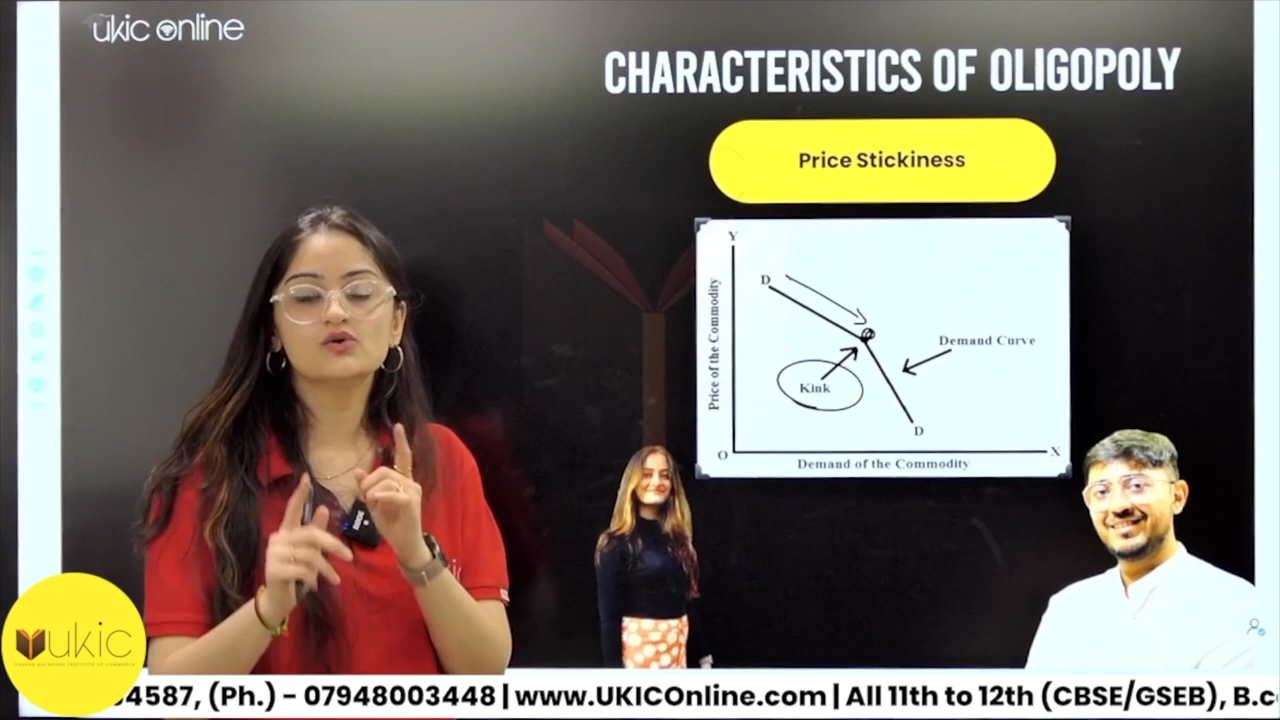 ukic online
CHARACTERISTICS OF OLIGOPOLY
Price Stickiness
Y
Price of the Commodity
D
Demand Curve
Kink
D
O
X
Demand of the Commodity
ukic
4587, (Ph.) - 07948003448 | www.UKICOnline.com | All 11th to 12th (CBSE/GSEB), B.c